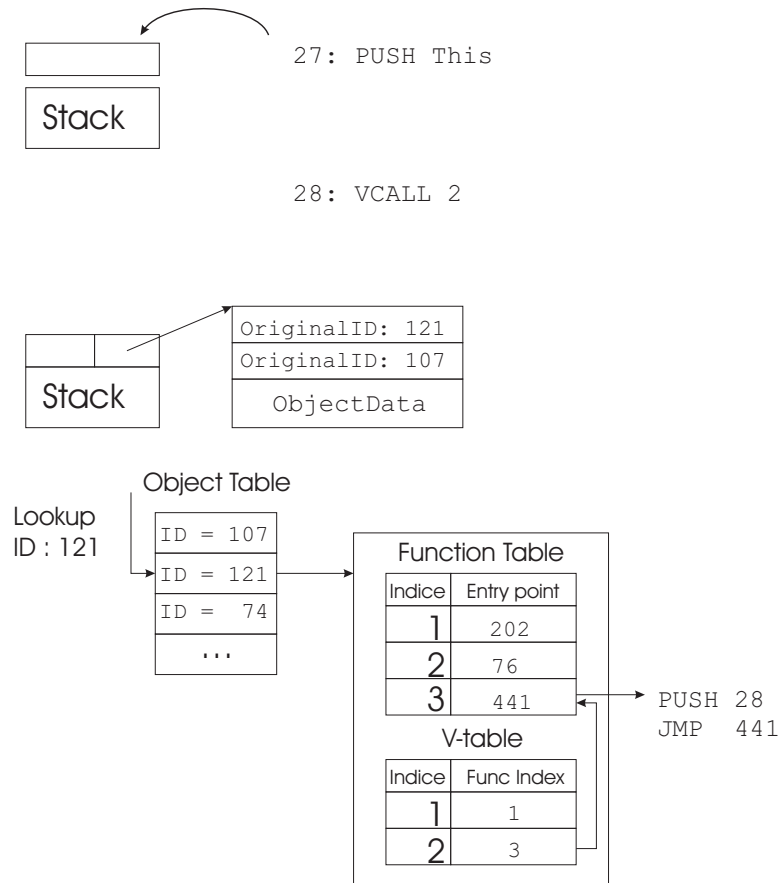 27: PUSH This
Stack
28: VCALL 2
OriginalID: 121
OriginalID: 107
Stack
ObjectData
Object Table
Lookup
ID : 121
ID = 107
ID = 121
ID = 74
...
Function Table
Indice Entry point
1 202
2 76
3 441
PUSH 28
JMP 441
V-table
Indice Func Index
1 1
2 3